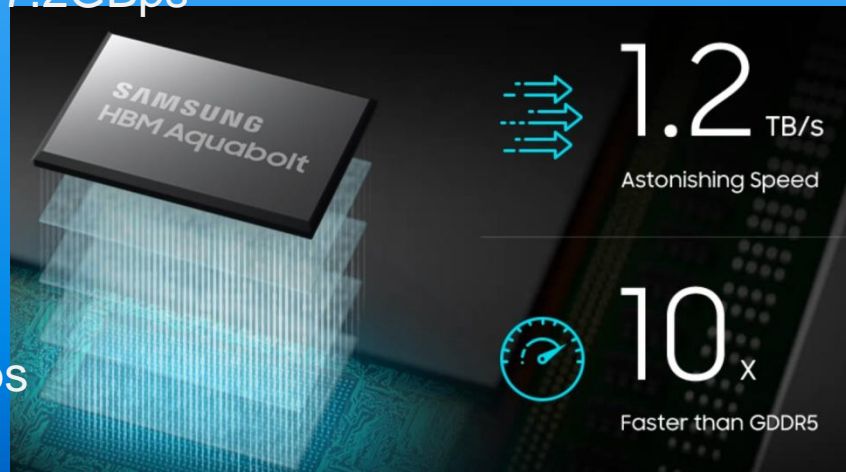 SAMSUNG
HBM Aquabolt
1.2 TB/s
Astonishing Speed
10 x
Faster than GDDR5